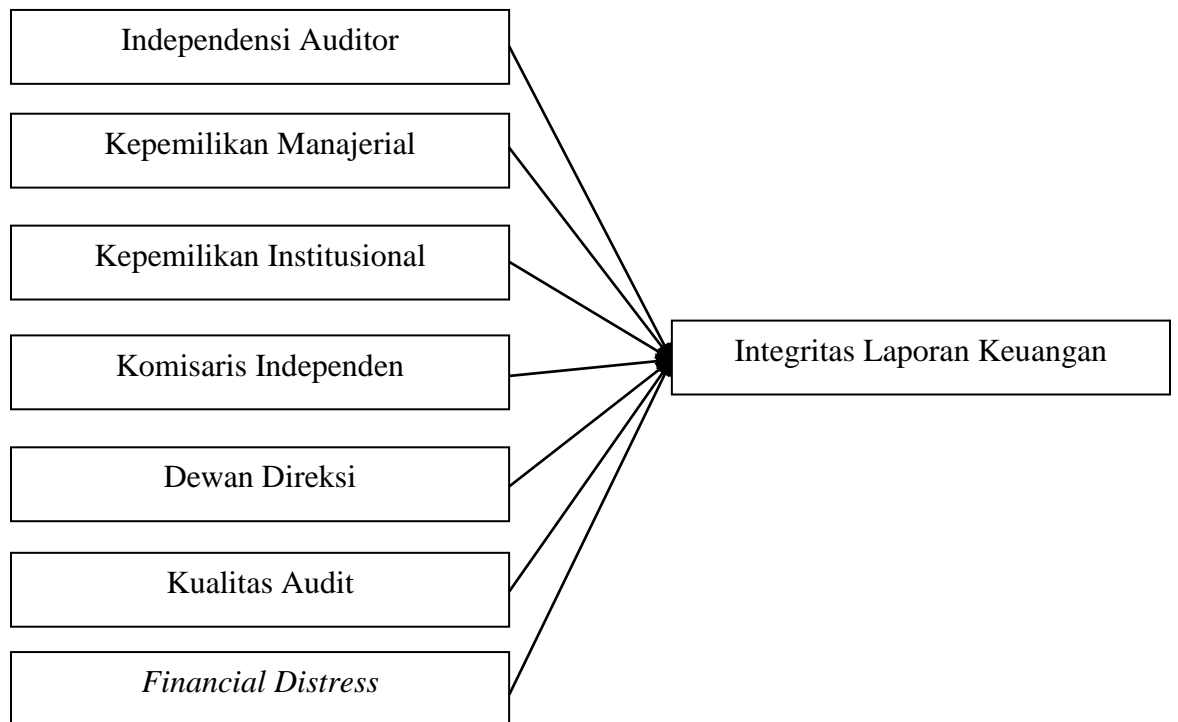 Independensi Auditor
Kepemilikan Manajerial
Kepemilikan Institusional
Komisaris Independen
Dewan Direksi
Kualitas Audit
Financial Distress
Integritas Laporan Keuangan